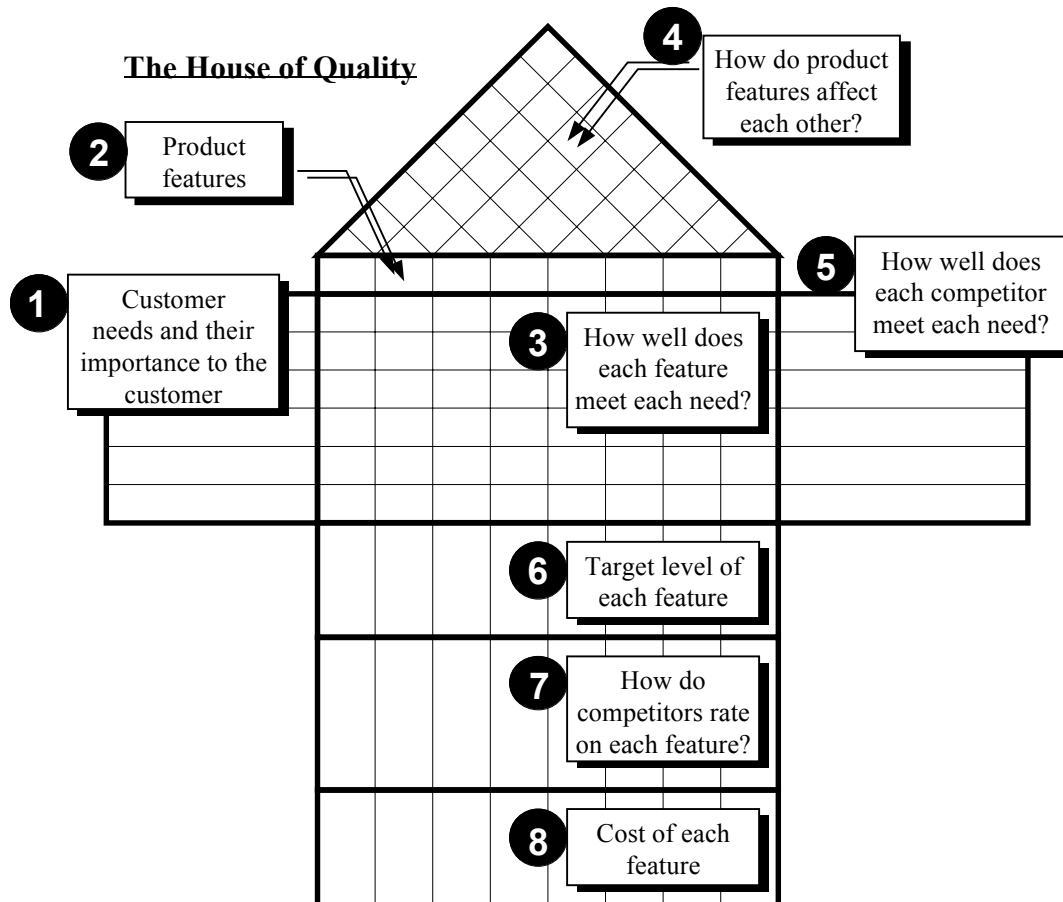 The House of Quality
1
Customer
needs and their
importance to the
customer
2
Product
features
3
How well does
each feature
meet each need?
4
How do product
features affect
each other?
5
How well does
each competitor
meet each need?
6
Target level of
each feature
7
How do
competitors rate
on each feature?
8
Cost of each
feature